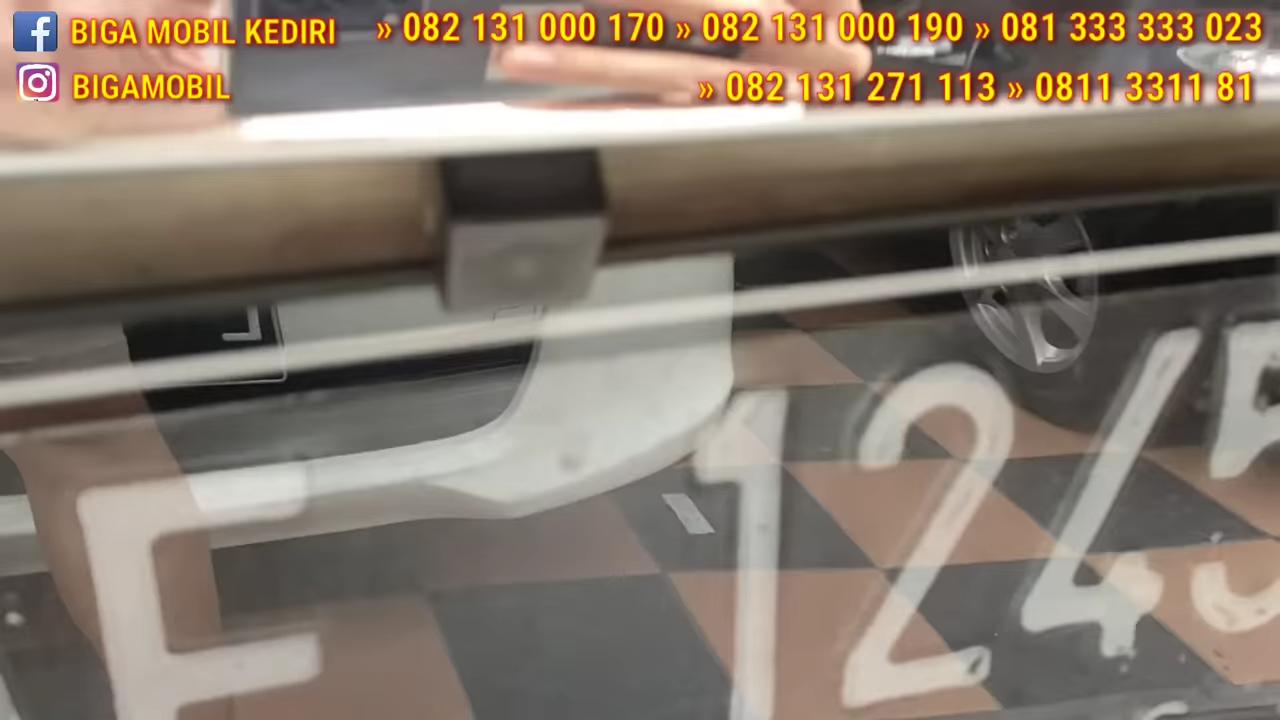 BIGA MOBIL KEDIRI » 082 131 000 170 » 082 131 000 190 » 081 333 333 023
BIGAMOBIL » 082 131 271 113 » 0811 3311 81
1245